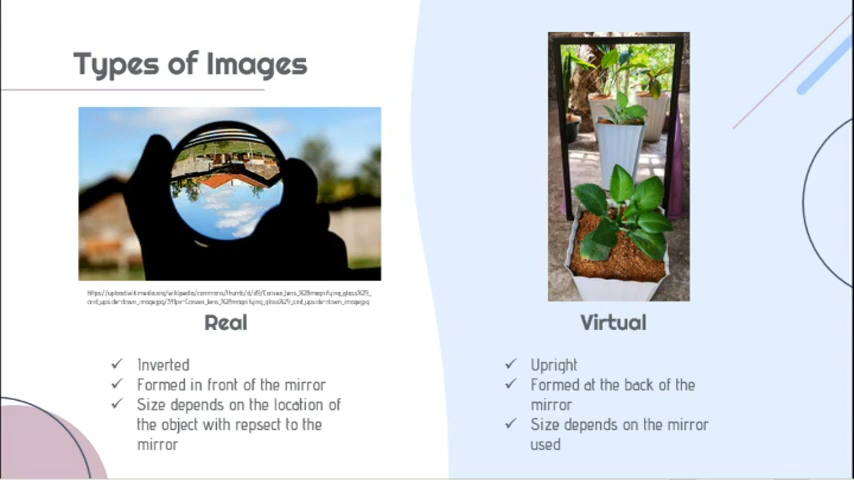 Types of Images
Real
✓ Inverted
✓ Formed in front of the mirror
✓ Size depends on the location of
the object with repsect to the
mirror
Virtual
✓ Upright
✓ Formed at the back of the
mirror
✓ Size depends on the mirror
used